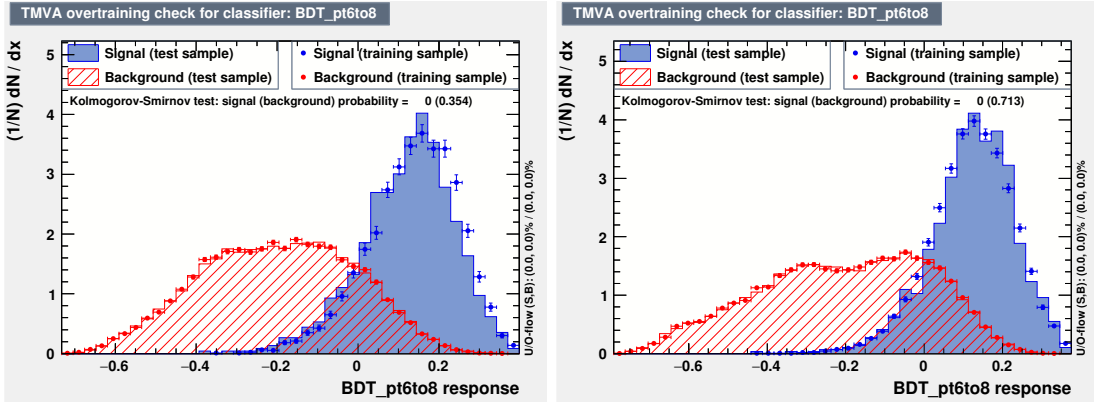 TMVA overtraining check for classifier: BDT_pt6to8
(1/N) dN / dx
Signal (test sample)
Background (test sample)
Signal (training sample)
Background (training sample)
Kolmogorov-Smirnov test: signal (background) probability = 0 (0.354)
5
4
3
2
1
0
−0.6 −0.4 −0.2 0 0.2
BDT_pt6to8 response
U/O-flow (S,B): (0.0, 0.0)% / (0.0, 0.0)%
TMVA overtraining check for classifier: BDT_pt6to8
(1/N) dN / dx
Signal (test sample)
Background (test sample)
Signal (training sample)
Background (training sample)
Kolmogorov-Smirnov test: signal (background) probability = 0 (0.713)
5
4
3
2
1
0
−0.6 −0.4 −0.2 0 0.2
BDT_pt6to8 response
U/O-flow (S,B): (0.0, 0.0)% / (0.0, 0.0)%